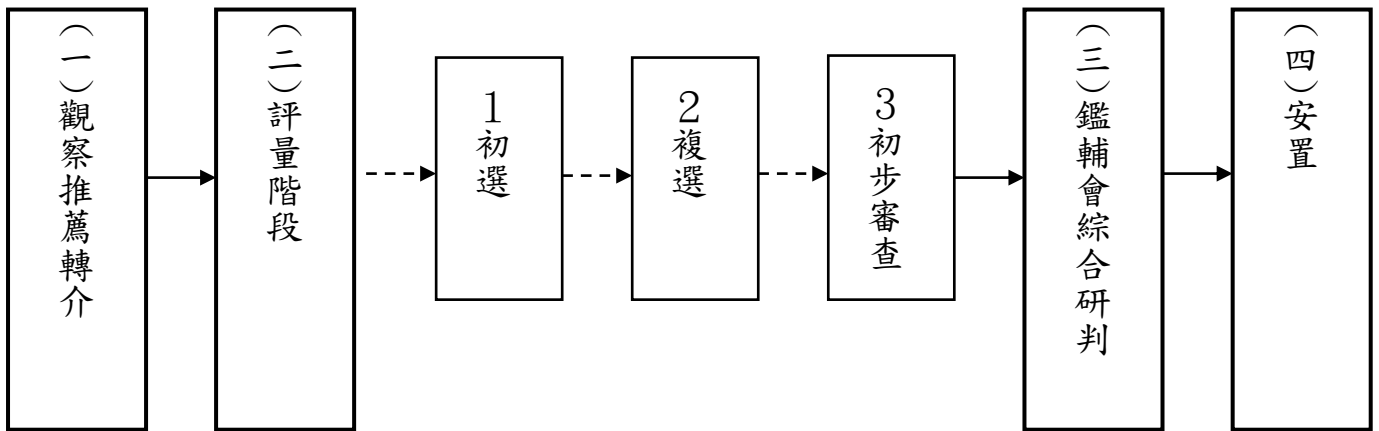 (一)觀察推薦轉介
(二)評量階段
1初選
2複選
3初步審查
(三)鑑輔會綜合研判
(四)安置